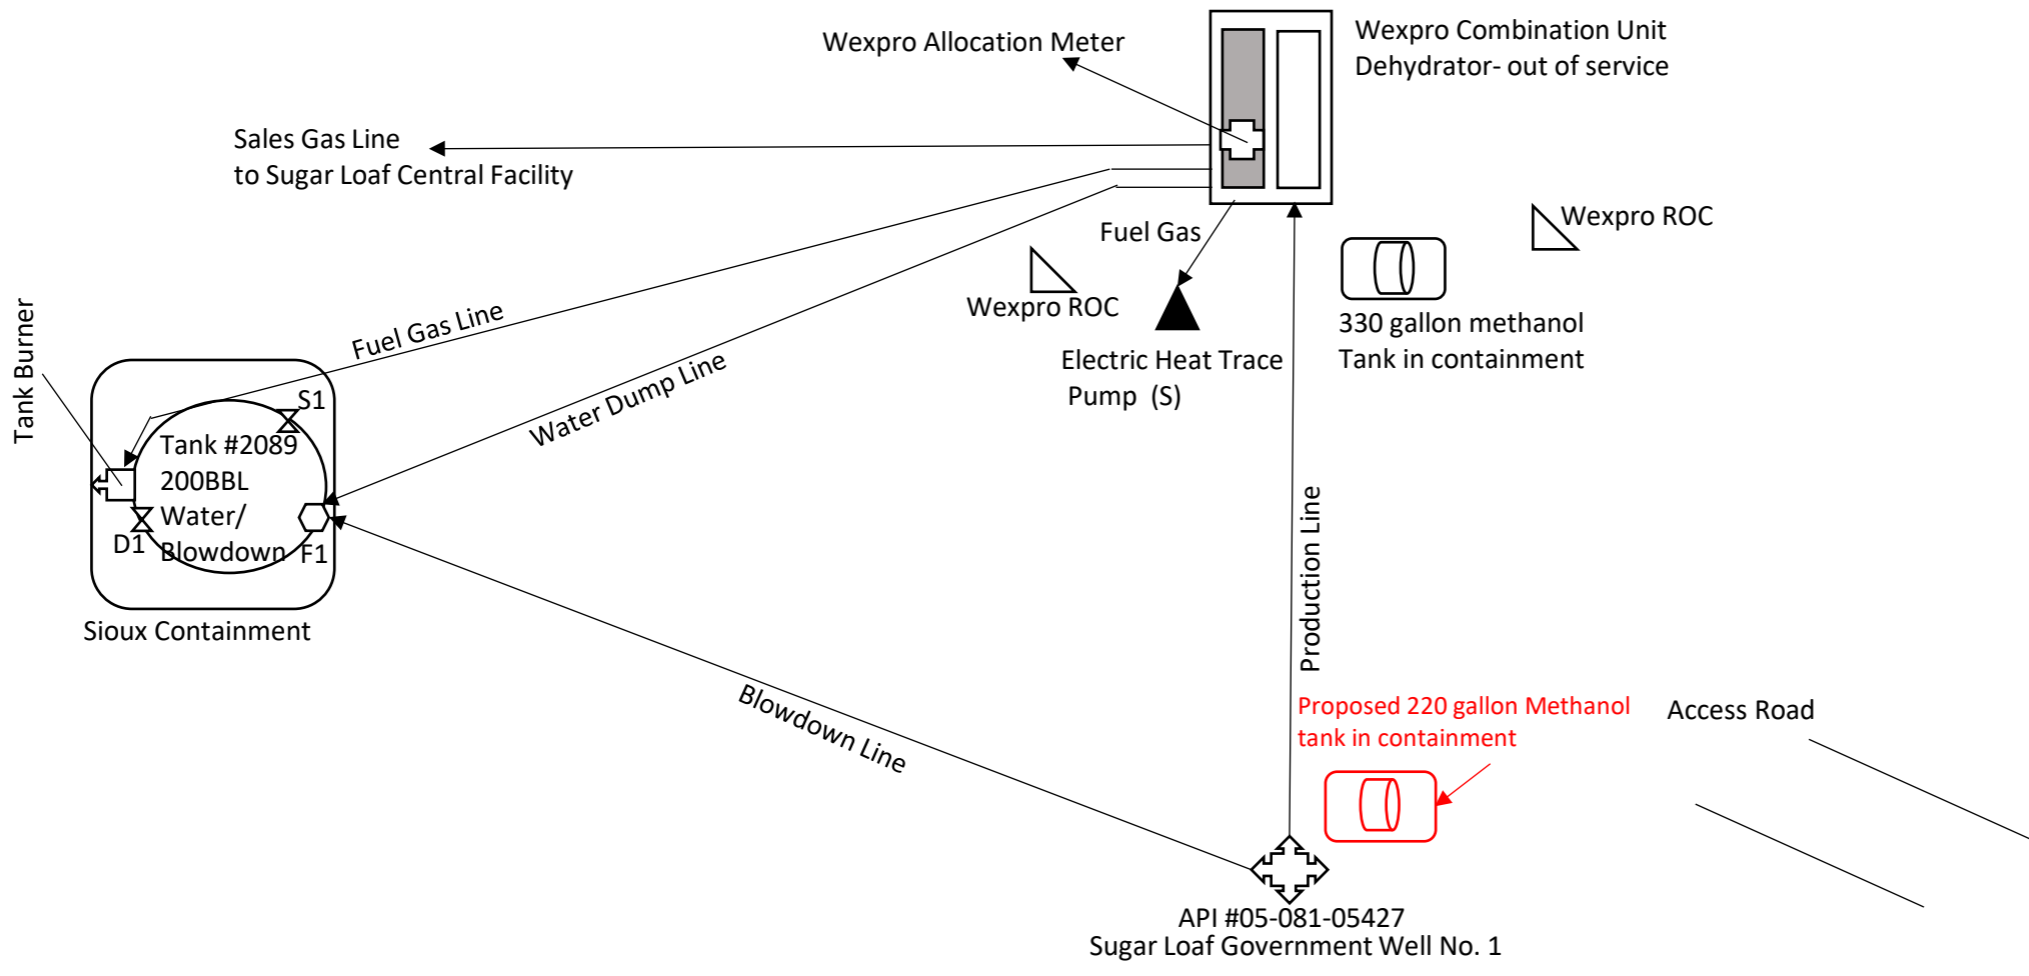 Wexpro Combination Unit
Dehydrator- out of service
Wexpro Allocation Meter
Sales Gas Line
to Sugar Loaf Central Facility
Wexpro ROC
Fuel Gas
Wexpro ROC
330 gallon methanol
Tank in containment
Electric Heat Trace
Pump (S)
Fuel Gas Line
Water Dump Line
Tank Burner
S1
Tank #2089
200BBL
Water/
Blowdown
D1
F1
Sioux Containment
Production Line
Blowdown Line
Proposed 220 gallon Methanol
tank in containment
Access Road
API #05-081-05427
Sugar Loaf Government Well No. 1